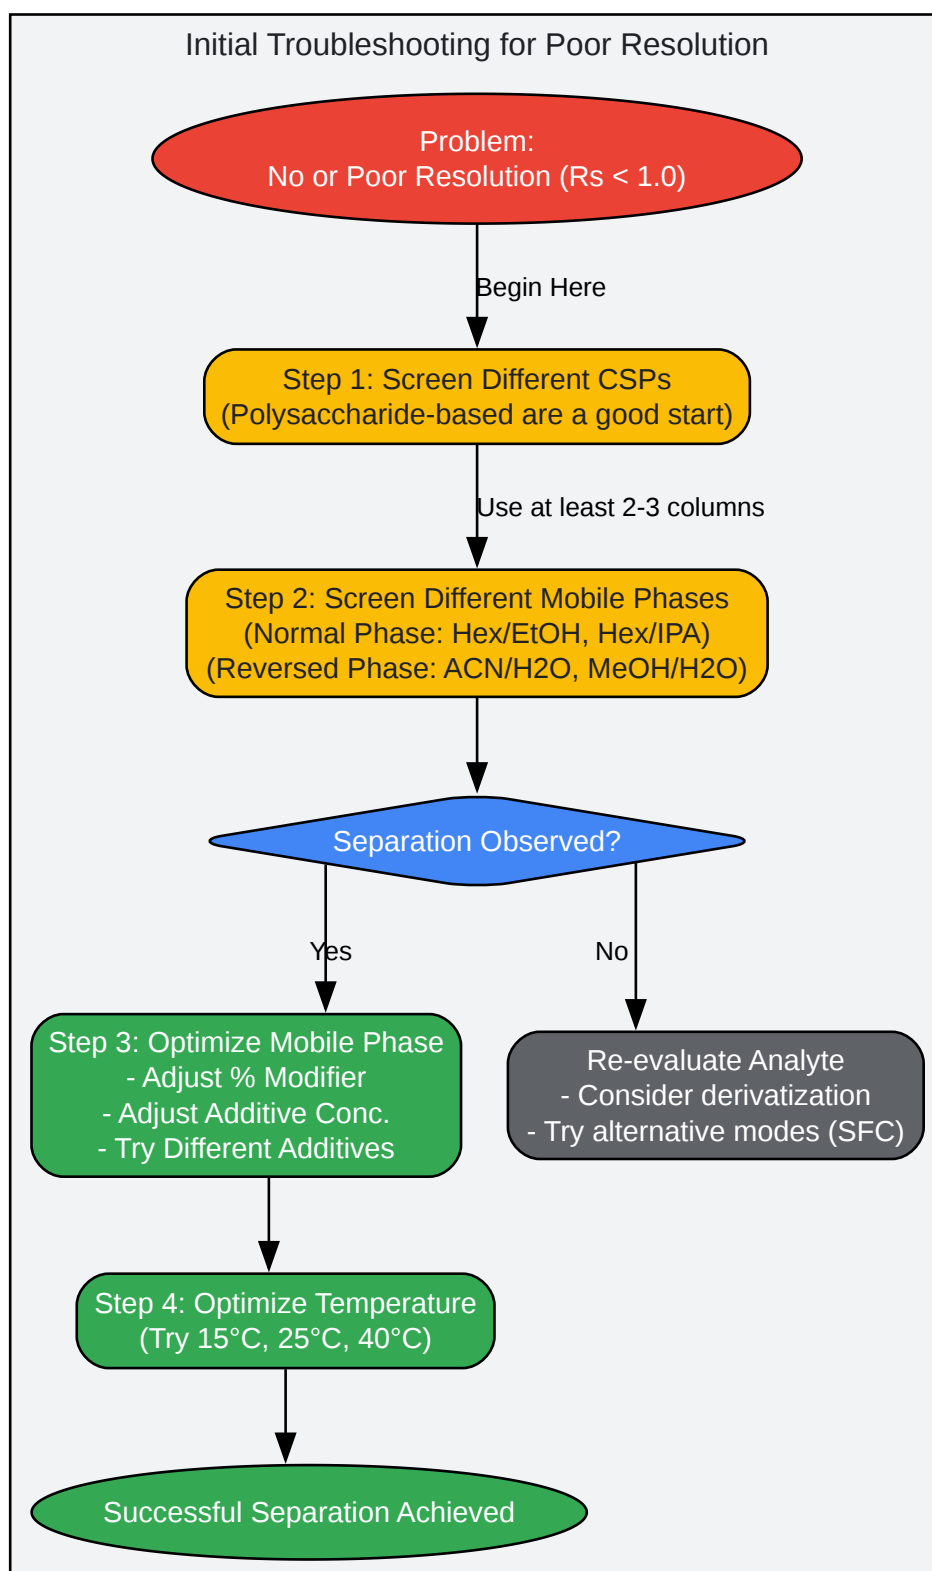 Initial Troubleshooting for Poor Resolution
Problem:
No or Poor Resolution (Rs < 1.0)
Begin Here
Step 1: Screen Different CSPs
(Polysaccharide-based are a good start)
Use at least 2-3 columns
Step 2: Screen Different Mobile Phases
(Normal Phase: Hex/EtOH, Hex/IPA)
(Reversed Phase: ACN/H2O, MeOH/H2O)
Separation Observed?
Yes
No
Step 3: Optimize Mobile Phase
- Adjust % Modifier
- Adjust Additive Conc.
- Try Different Additives
Re-evaluate Analyte
- Consider derivatization
- Try alternative modes (SFC)
Step 4: Optimize Temperature
(Try 15°C, 25°C, 40°C)
Successful Separation Achieved